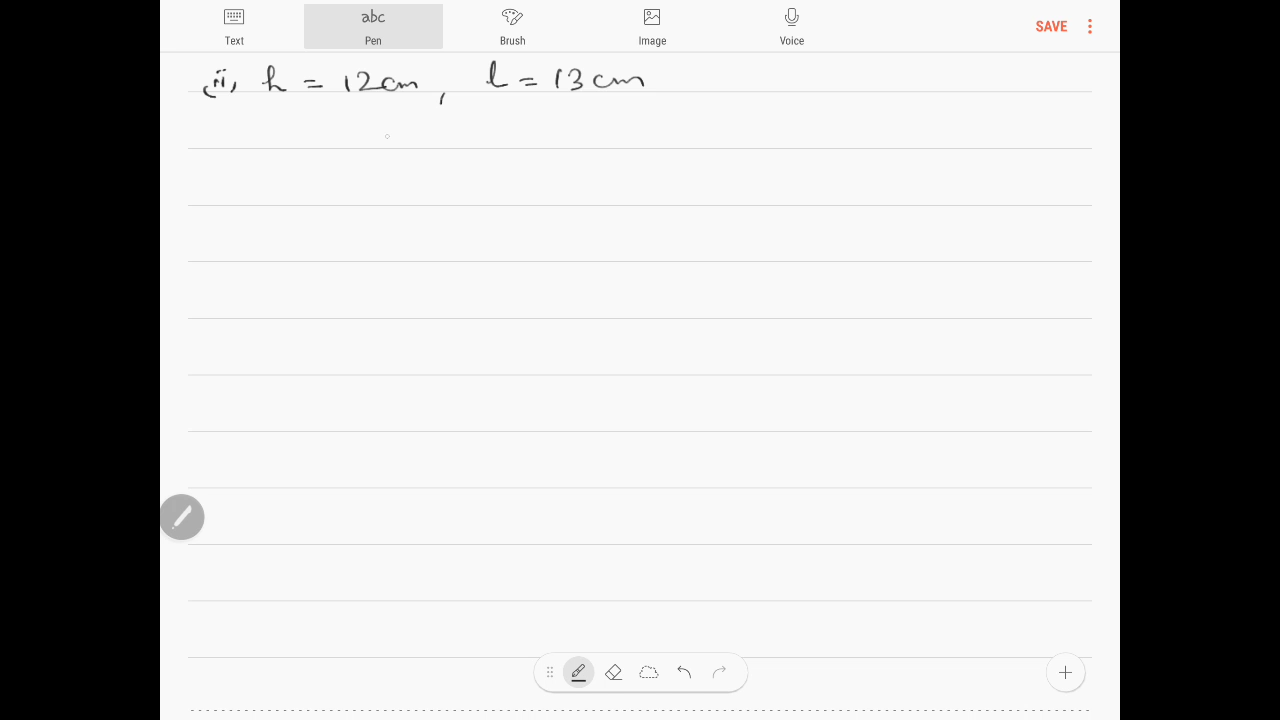 Text Pen Brush Image Voice SAVE
abc
(ii) h = 12cm , l = 13cm